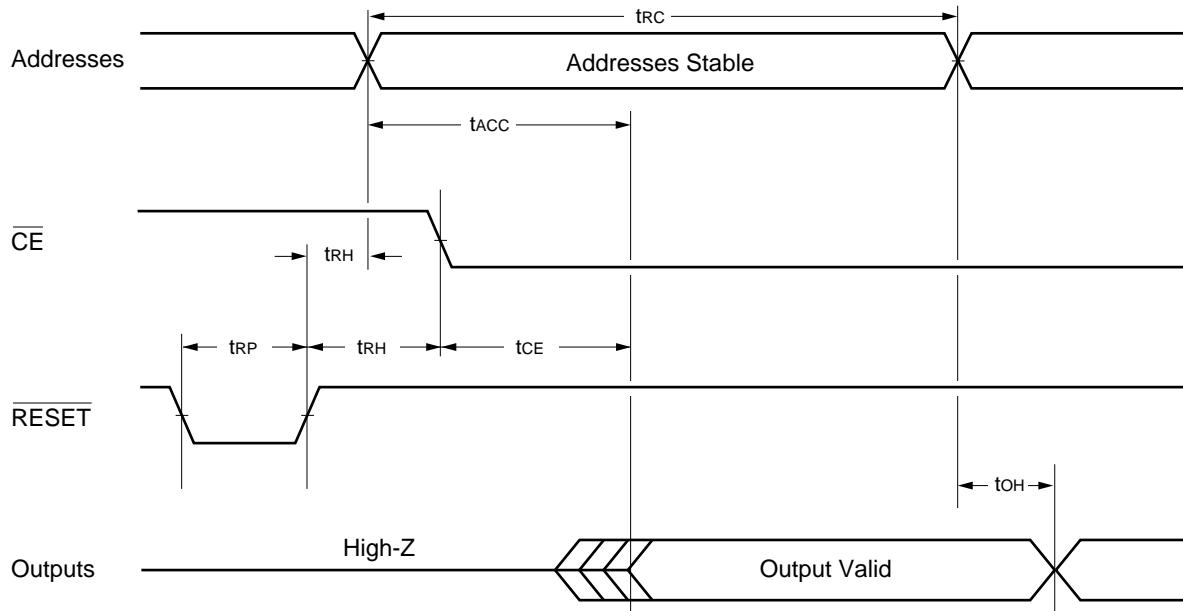 tRC
Addresses
Addresses Stable
tACC
CE
tRH
tRP
tRH
tCE
RESET
tOH
High-Z
Outputs
Output Valid